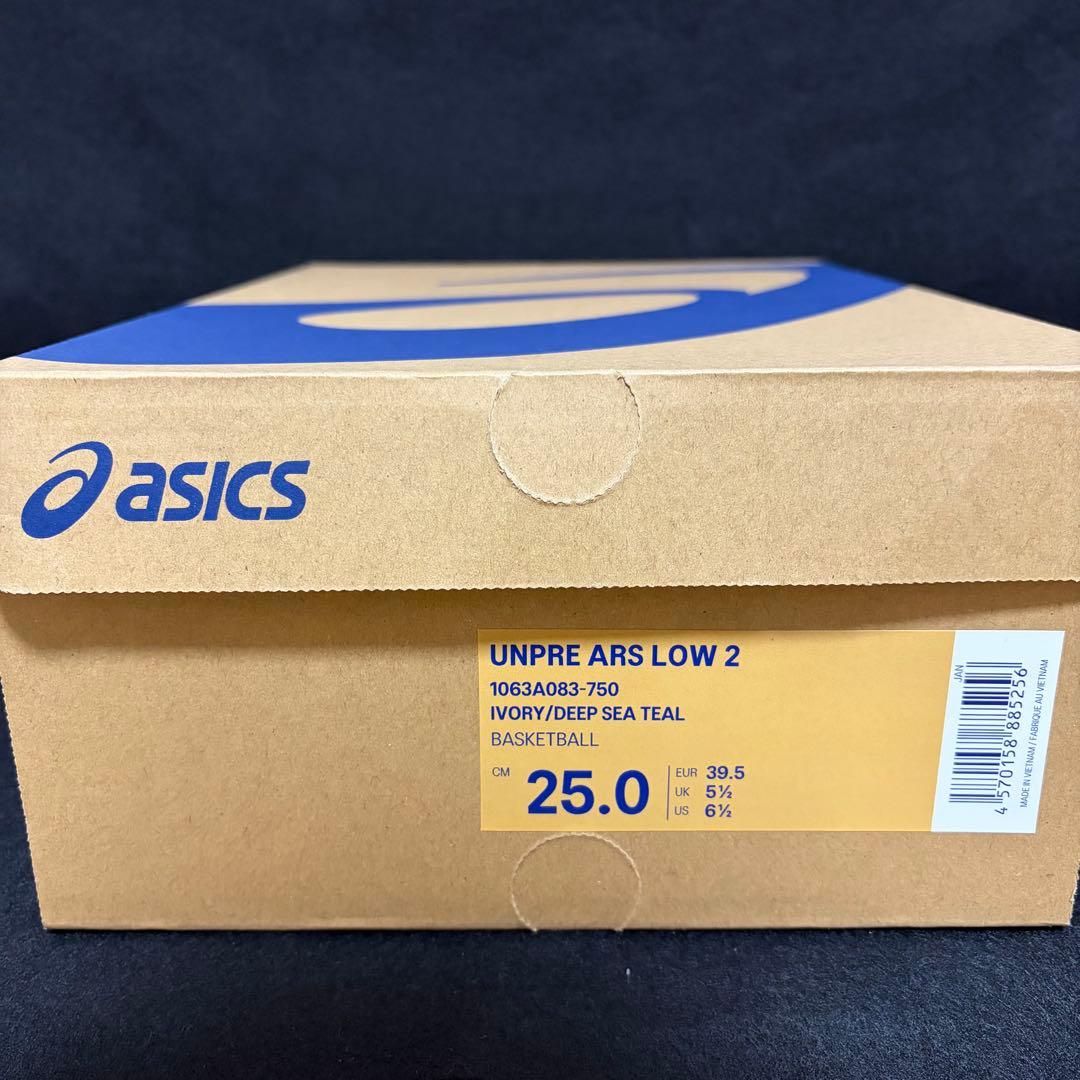 asics
UNPRE ARS LOW 2
1063A083-750
IVORY/DEEP SEA TEAL
BASKETBALL
CM 25.0
EUR 39.5
UK 5½
US 6½
JAN
4 570158 885256
MADE IN VIETNAM / FABRIQUE AU VIETNAM